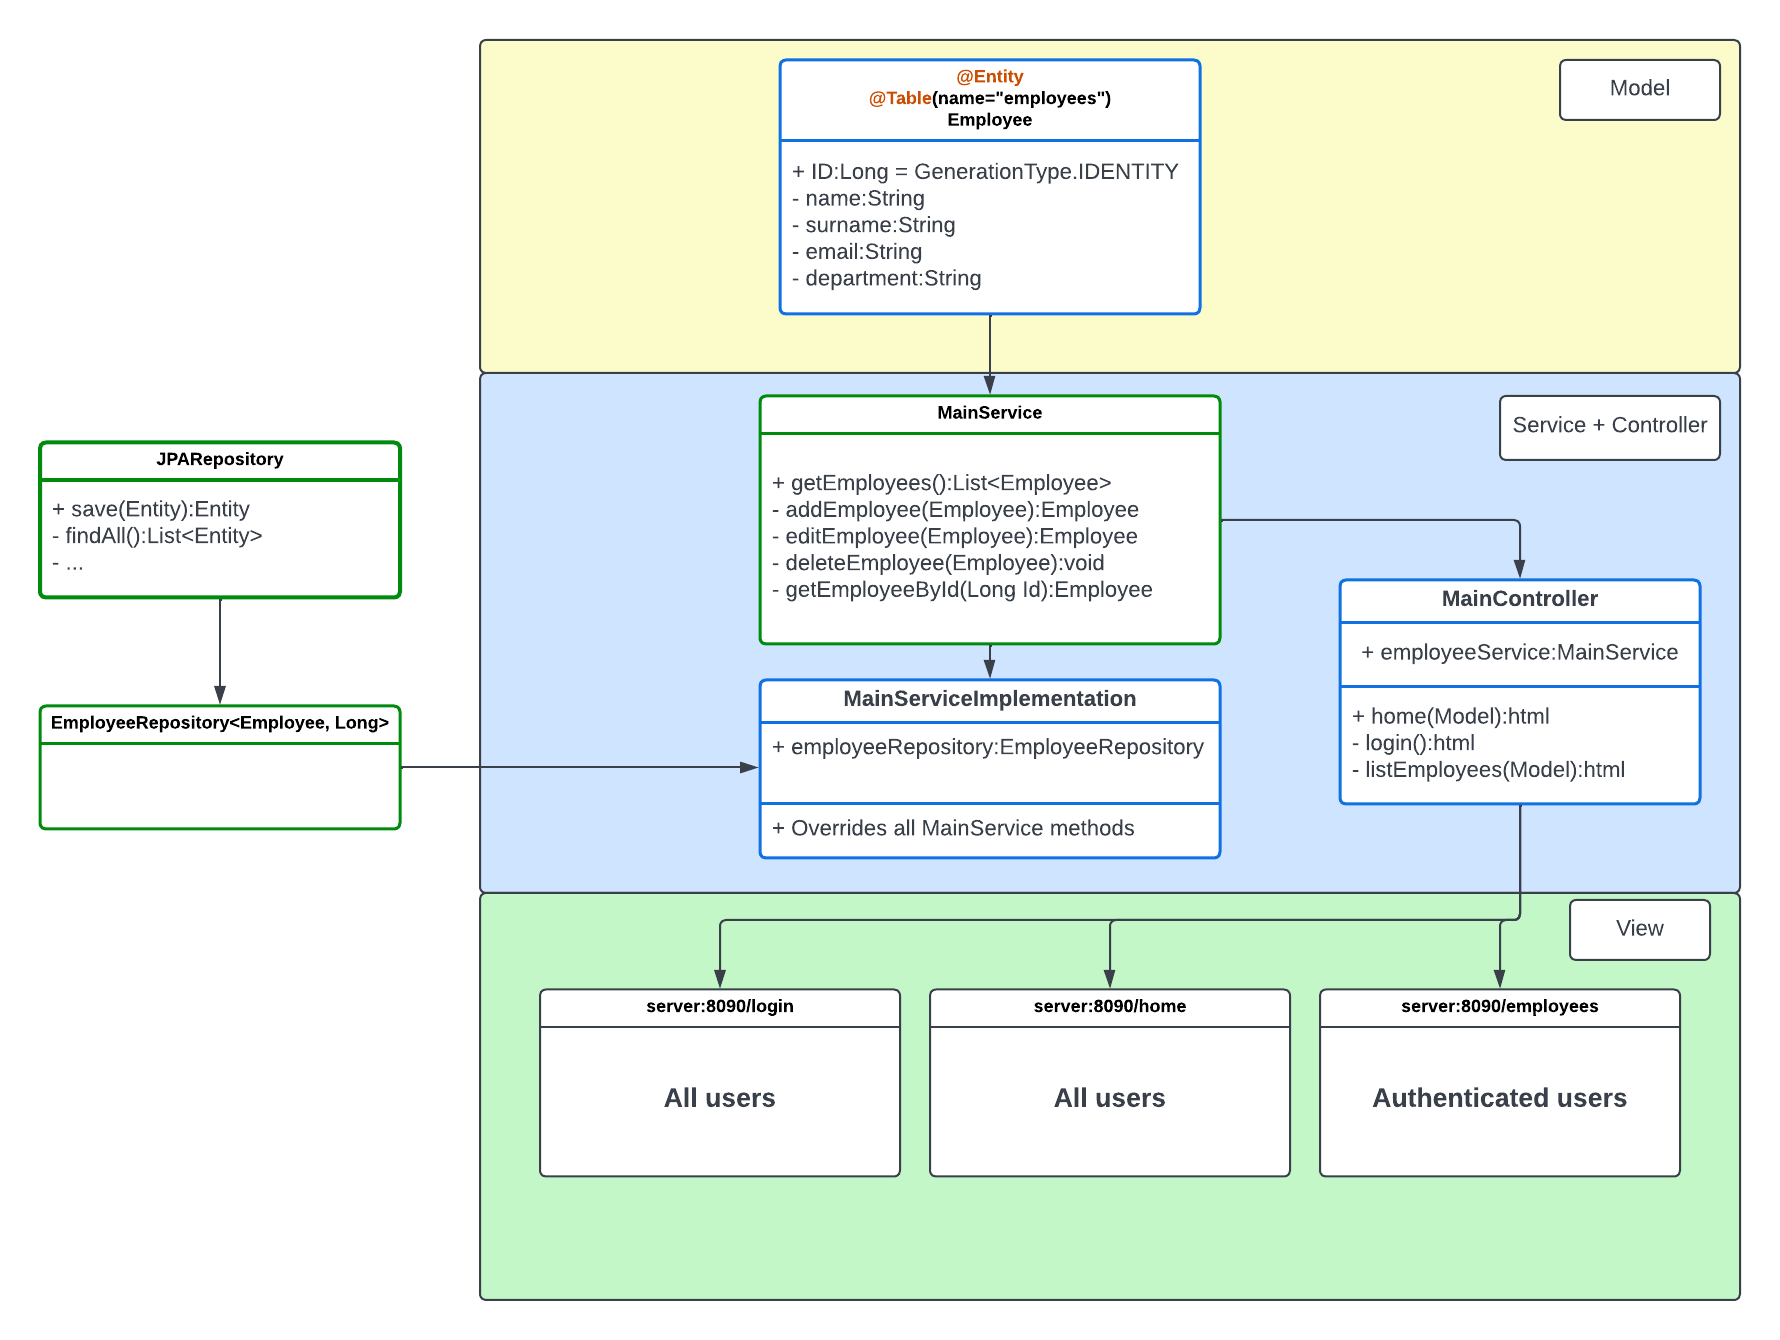 Model
@Entity
@Table(name="employees")
Employee
+ ID:Long = GenerationType.IDENTITY
- name:String
- surname:String
- email:String
- department:String
Service + Controller
MainService
+ getEmployees():List<Employee>
- addEmployee(Employee):Employee
- editEmployee(Employee):Employee
- deleteEmployee(Employee):void
- getEmployeeById(Long Id):Employee
JPARepository
+ save(Entity):Entity
- findAll():List<Entity>
- ...
EmployeeRepository<Employee, Long>
MainServiceImplementation
+ employeeRepository:EmployeeRepository
+ Overrides all MainService methods
MainController
+ employeeService:MainService
+ home(Model):html
- login():html
- listEmployees(Model):html
View
server:8090/login
All users
server:8090/home
All users
server:8090/employees
Authenticated users